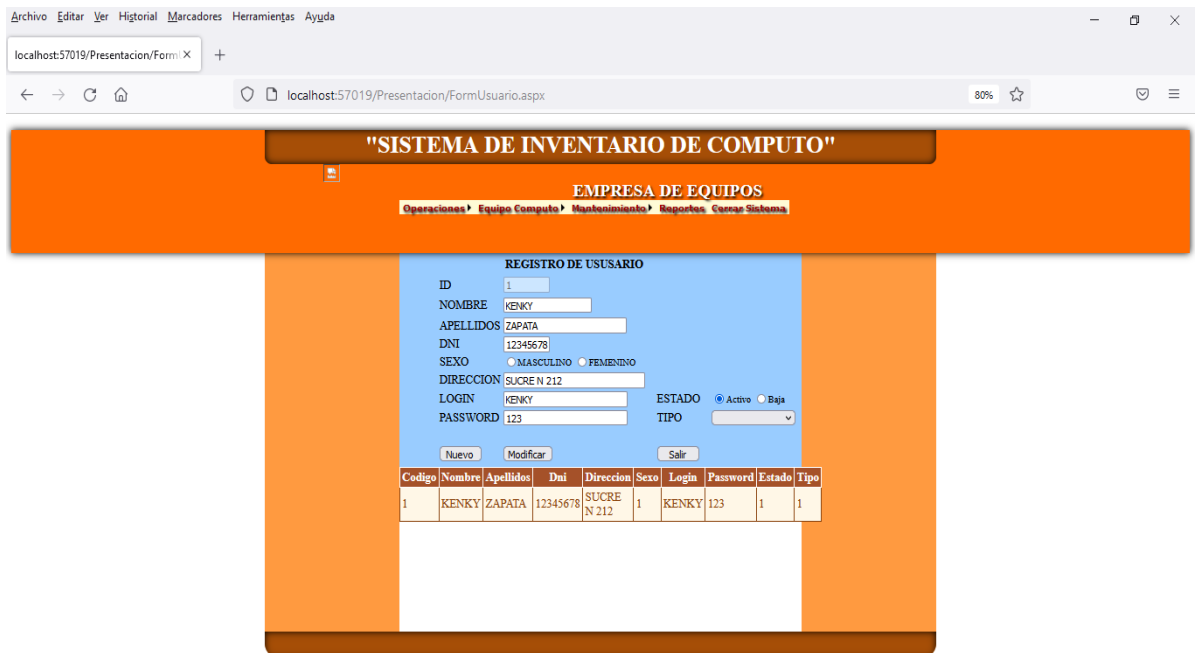 Archivo Editar Ver Historial Marcadores Herramientas Ayuda
localhost:57019/Presentacion/Form
localhost:57019/Presentacion/FormUsuario.aspx 80%
"SISTEMA DE INVENTARIO DE COMPUTO"
EMPRESA DE EQUIPOS
Operaciones Equipo Computo Mantenimiento Reportes Cerrar Sistema
REGISTRO DE USUSARIO
ID 1
NOMBRE KENKY
APELLIDOS ZAPATA
DNI 12345678
SEXO MASCULINO FEMENINO
DIRECCION SUCRE N 212
LOGIN KENKY ESTADO Activo Baja
PASSWORD 123 TIPO
Nuevo Modificar Salir
Codigo Nombre Apellidos Dni Direccion Sexo Login Password Estado Tipo
1 KENKY ZAPATA 12345678 SUCRE N 212 1 KENKY 123 1 1